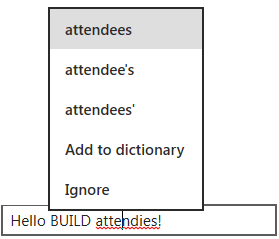 attendees
attendee's
attendees'
Add to dictionary
Ignore
Hello BUILD attendies!